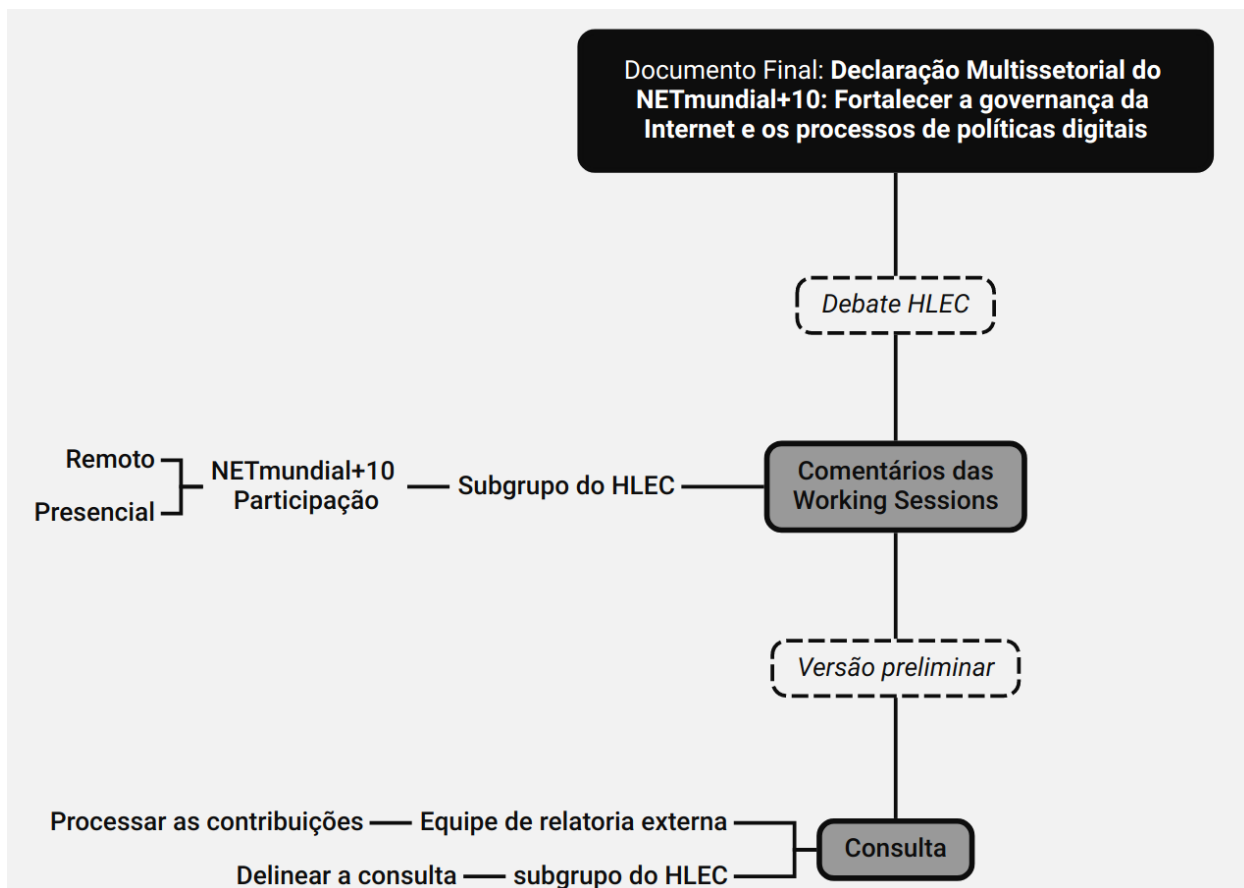 Documento Final: Declaração Multissetorial do
NETmundial+10: Fortalecer a governança da
Internet e os processos de políticas digitais
Debate HLEC
Remoto
Presencial
NETmundial+10
Participação
Subgrupo do HLEC
Comentários das
Working Sessions
Versão preliminar
Processar as contribuições
Equipe de relatoria externa
Delinear a consulta
subgrupo do HLEC
Consulta